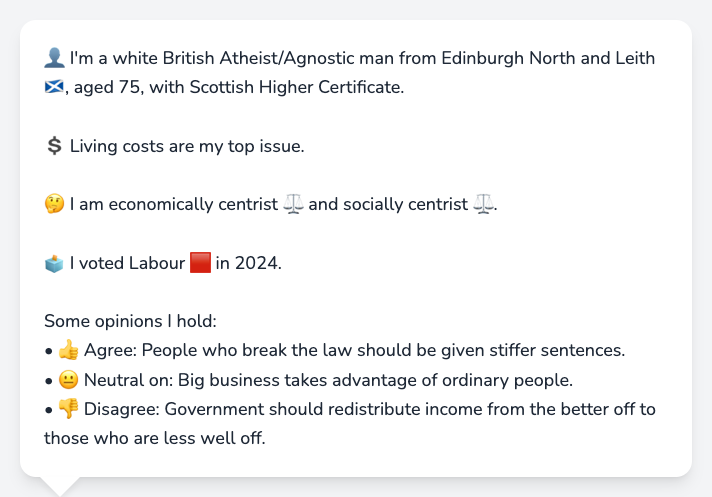 👤 I'm a white British Atheist/Agnostic man from Edinburgh North and Leith
🏴󠁧󠁢󠁳󠁣󠁴󠁿, aged 75, with Scottish Higher Certificate.
💲 Living costs are my top issue.
🤔 I am economically centrist ⚖️ and socially centrist ⚖️.
🗳️ I voted Labour 🟥 in 2024.
Some opinions I hold:
• 👍 Agree: People who break the law should be given stiffer sentences.
• 😐 Neutral on: Big business takes advantage of ordinary people.
• 👎 Disagree: Government should redistribute income from the better off to
those who are less well off.